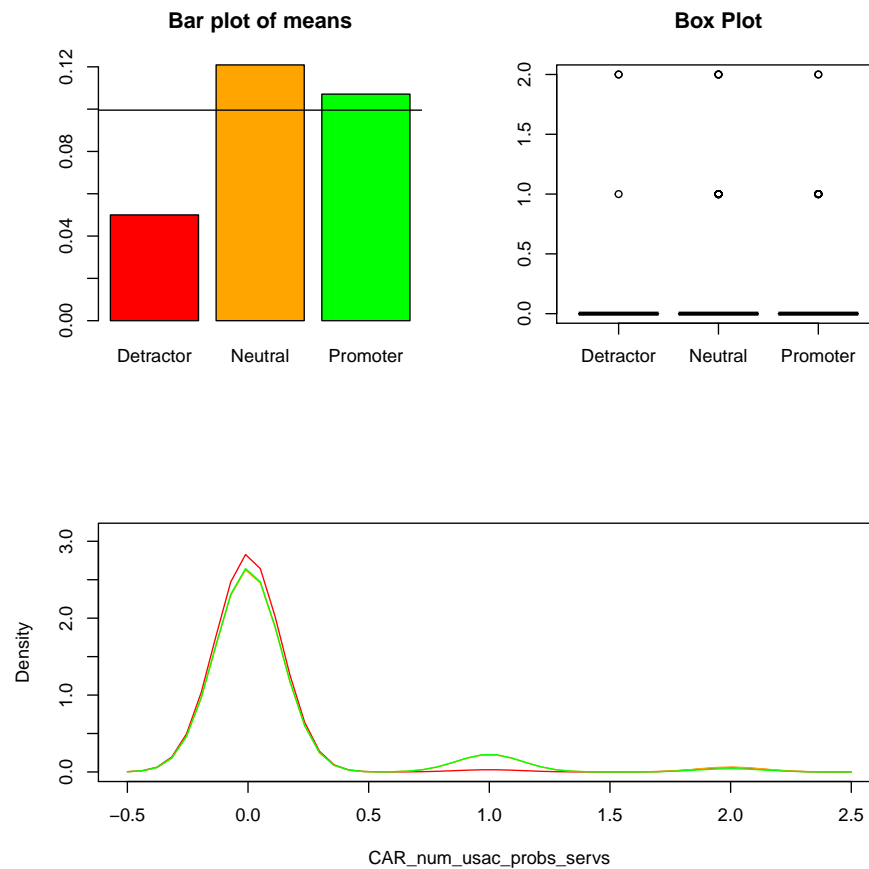 Bar plot of means
0.12
0.08
0.04
0.00
Detractor Neutral Promoter
Box Plot
2.0
1.5
1.0
0.5
0.0
Detractor Neutral Promoter
Density
3.0
2.0
1.0
0.0
−0.5 0.0 0.5 1.0 1.5 2.0 2.5
CAR_num_usac_probs_servs